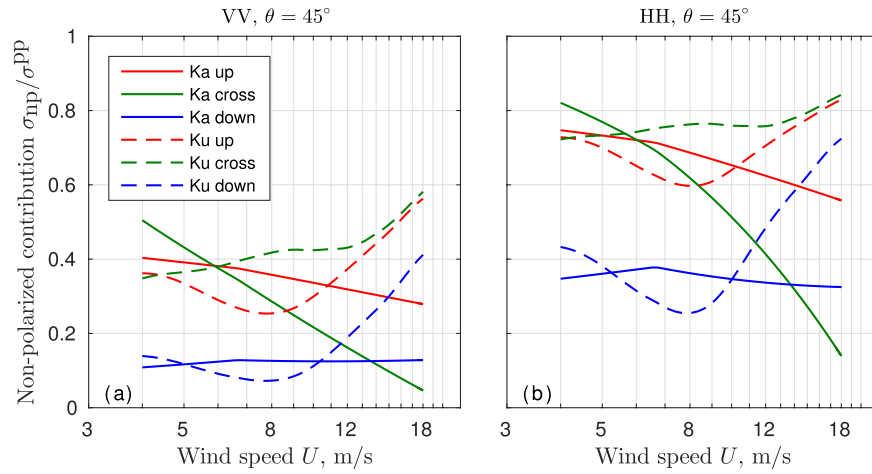 VV, θ = 45°
HH, θ = 45°
Non-polarized contribution σnp/σpp
1
0.8
0.6
0.4
0.2
0
Ka up
Ka cross
Ka down
Ku up
Ku cross
Ku down
(a)
(b)
3 5 8 12 18
3 5 8 12 18
Wind speed U, m/s
Wind speed U, m/s